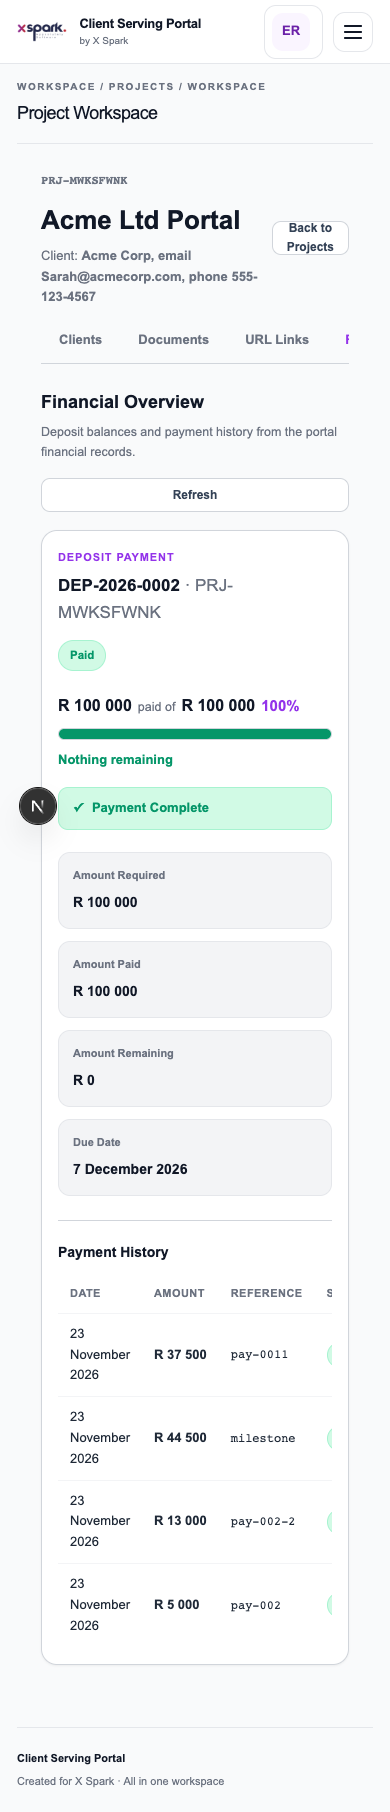 xspark.
Client Serving Portal
by X Spark
ER
WORKSPACE / PROJECTS / WORKSPACE
Project Workspace
PRJ-MWKSFWNK
Acme Ltd Portal
Back to
Projects
Client: Acme Corp, email
Sarah@acmecorp.com, phone 555-
123-4567
Clients Documents URL Links
Financial Overview
Deposit balances and payment history from the portal
financial records.
Refresh
DEPOSIT PAYMENT
DEP-2026-0002 · PRJ-
MWKSFWNK
Paid
R 100 000 paid of R 100 000 100%
Nothing remaining
N
✓ Payment Complete
Amount Required
R 100 000
Amount Paid
R 100 000
Amount Remaining
R 0
Due Date
7 December 2026
Payment History
DATE AMOUNT REFERENCE S
23
November
2026
R 37 500 pay-0011
23
November
2026
R 44 500 milestone
23
November
2026
R 13 000 pay-002-2
23
November
2026
R 5 000 pay-002
Client Serving Portal
Created for X Spark · All in one workspace